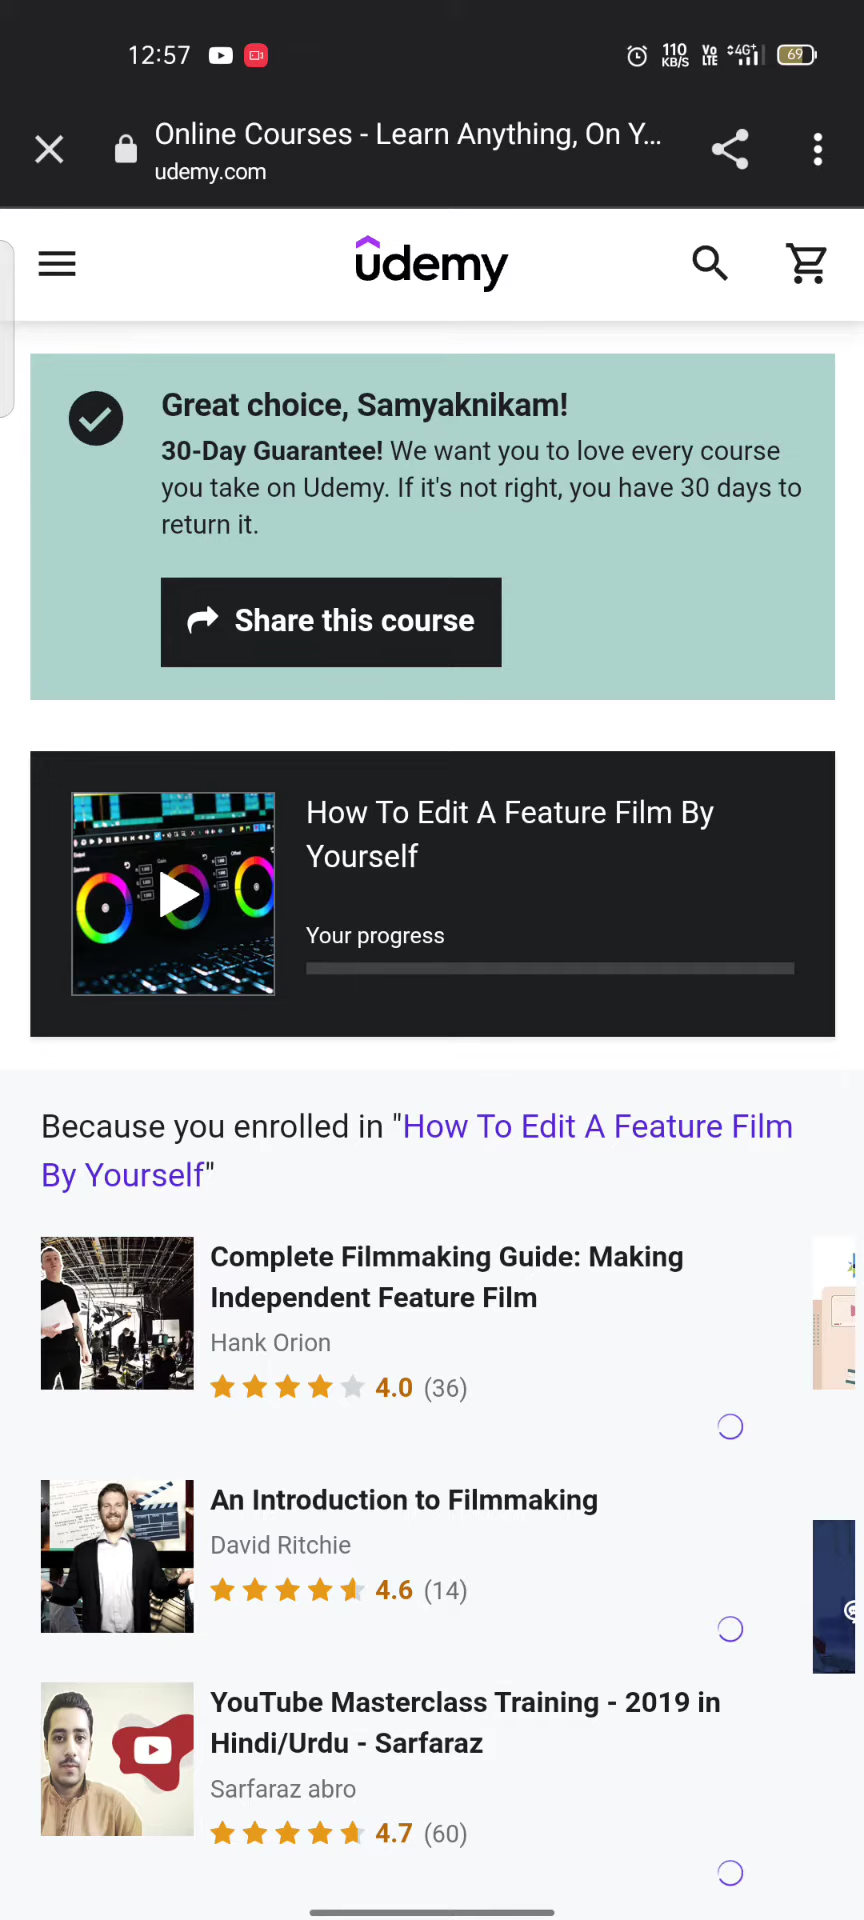 12:57
110
KB/S
Vo
LTE
4G+
69
Online Courses - Learn Anything, On Y...
udemy.com
udemy
Great choice, Samyaknikam!
30-Day Guarantee! We want you to love every course
you take on Udemy. If it's not right, you have 30 days to
return it.
Share this course
How To Edit A Feature Film By
Yourself
Your progress
Because you enrolled in "How To Edit A Feature Film
By Yourself"
Complete Filmmaking Guide: Making
Independent Feature Film
Hank Orion
4.0 (36)
An Introduction to Filmmaking
David Ritchie
4.6 (14)
YouTube Masterclass Training - 2019 in
Hindi/Urdu - Sarfaraz
Sarfaraz abro
4.7 (60)